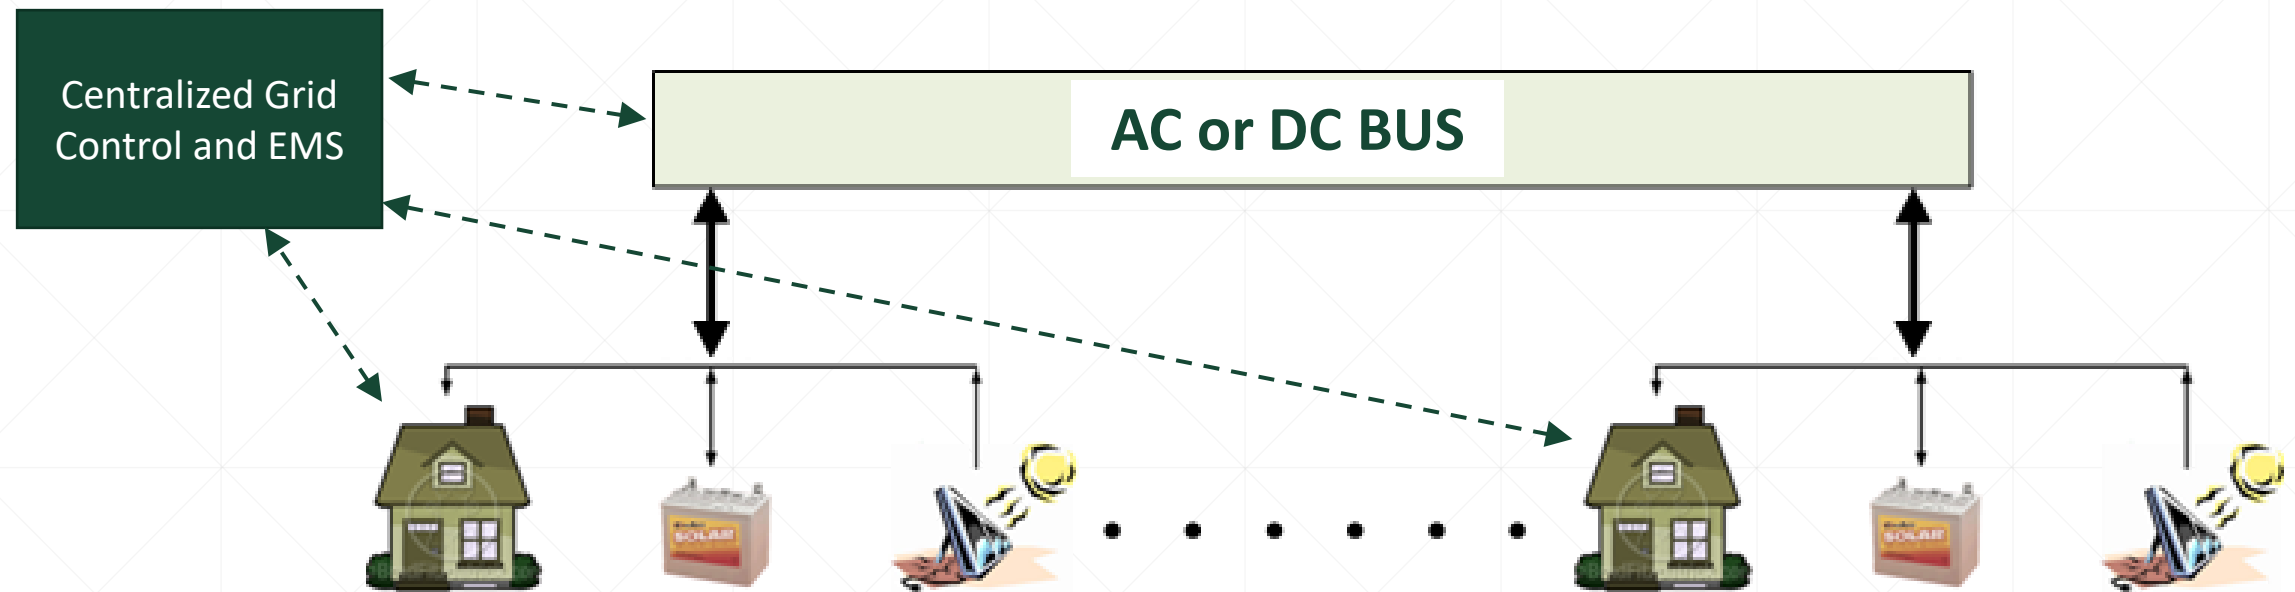 Centralized Grid
Control and EMS
AC or DC BUS
SOLAR
SOLAR